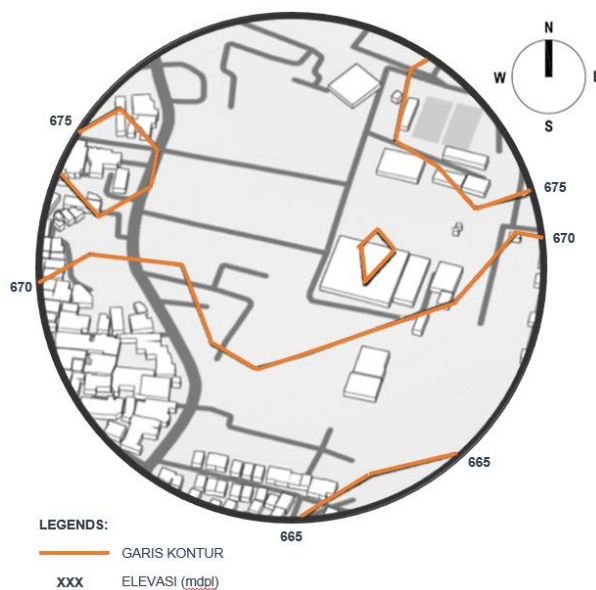 N
W
E
S
675
675
670
670
665
665
LEGENDS:
GARIS KONTUR
XXX ELEVASI (mdpl)